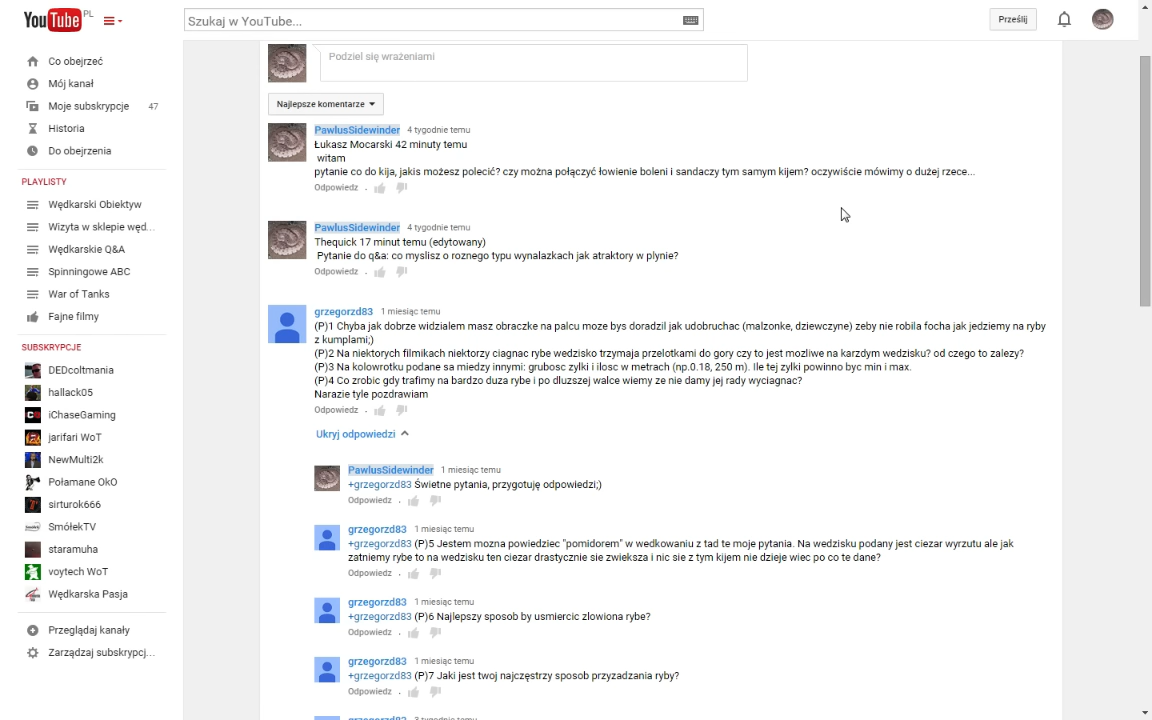 YouTube PL
Szukaj w YouTube...
Prześlij
Co obejrzeć
Mój kanał
Moje subskrypcje 47
Historia
Do obejrzenia
PLAYLISTY
Wędkarski Obiektyw
Wizyta w sklepie węd...
Wędkarskie Q&A
Spinningowe ABC
War of Tanks
Fajne filmy
SUBSKRYPCJE
DEDcoltmania
hallack05
iChaseGaming
jarifari WoT
NewMulti2k
Połamane OkO
sirturok666
SmółekTV
staramuha
voytech WoT
Wędkarska Pasja
Przeglądaj kanały
Zarządzaj subskrypcj...
Podziel się wrażeniami
Najlepsze komentarze
PawlusSidewinder 4 tygodnie temu
Łukasz Mocarski 42 minuty temu
witam
pytanie co do kija, jakis możesz polecić? czy można połączyć łowienie boleni i sandaczy tym samym kijem? oczywiście mówimy o dużej rzece...
Odpowiedz .
PawlusSidewinder 4 tygodnie temu
Thequick 17 minut temu (edytowany)
Pytanie do q&a: co myslisz o roznego typu wynalazkach jak atraktory w plynie?
Odpowiedz .
grzegorzd83 1 miesiąc temu
(P)1 Chyba jak dobrze widzialem masz obraczke na palcu moze bys doradzil jak udobruchac (malzonke, dziewczyne) zeby nie robila focha jak jedziemy na ryby
z kumplami;)
(P)2 Na niektorych filmikach niektorzy ciagnac rybe wedzisko trzymaja przelotkami do gory czy to jest mozliwe na karzdym wedzisku? od czego to zalezy?
(P)3 Na kolowrotku podane sa miedzy innymi: grubosc zylki i ilosc w metrach (np.0.18, 250 m). Ile tej zylki powinno byc min i max.
(P)4 Co zrobic gdy trafimy na bardzo duza rybe i po dluzszej walce wiemy ze nie damy jej rady wyciagnac?
Narazie tyle pozdrawiam
Odpowiedz .
Ukryj odpowiedzi
PawlusSidewinder 1 miesiąc temu
+grzegorzd83 Świetne pytania, przygotuję odpowiedzi;)
Odpowiedz .
grzegorzd83 1 miesiąc temu
+grzegorzd83 (P)5 Jestem mozna powiedziec "pomidorem" w wedkowaniu z tad te moje pytania. Na wedzisku podany jest ciezar wyrzutu ale jak
zatniemy rybe to na wedzisku ten ciezar drastycznie sie zwieksza i nic sie z tym kijem nie dzieje wiec po co te dane?
Odpowiedz .
grzegorzd83 1 miesiąc temu
+grzegorzd83 (P)6 Najlepszy sposob by usmiercic zlowiona rybe?
Odpowiedz .
grzegorzd83 1 miesiąc temu
+grzegorzd83 (P)7 Jaki jest twoj najczęstrzy sposob przyzadzania ryby?
Odpowiedz .
grzegorzd83 3 tygodnie temu